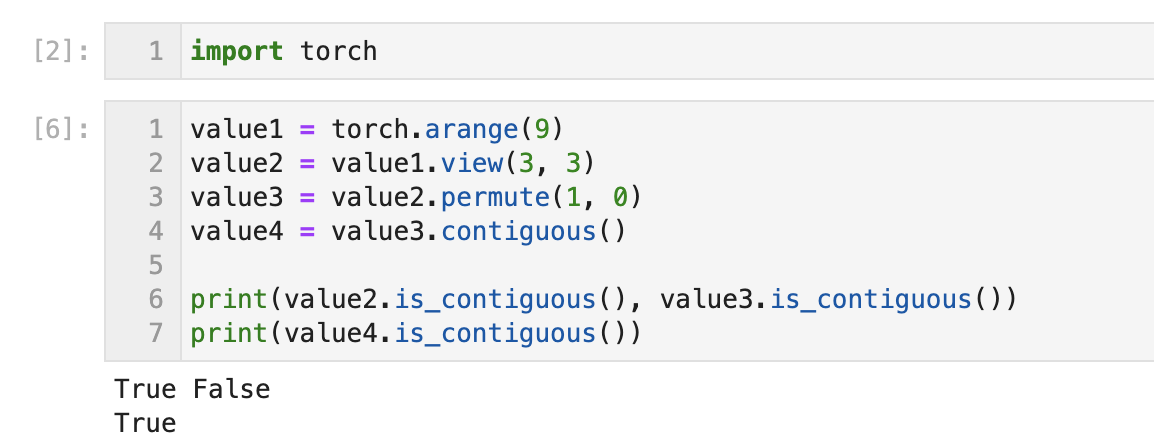 [2]: 1 import torch
[6]: 1 value1 = torch.arange(9)
2 value2 = value1.view(3, 3)
3 value3 = value2.permute(1, 0)
4 value4 = value3.contiguous()
5
6 print(value2.is_contiguous(), value3.is_contiguous())
7 print(value4.is_contiguous())
True False
True